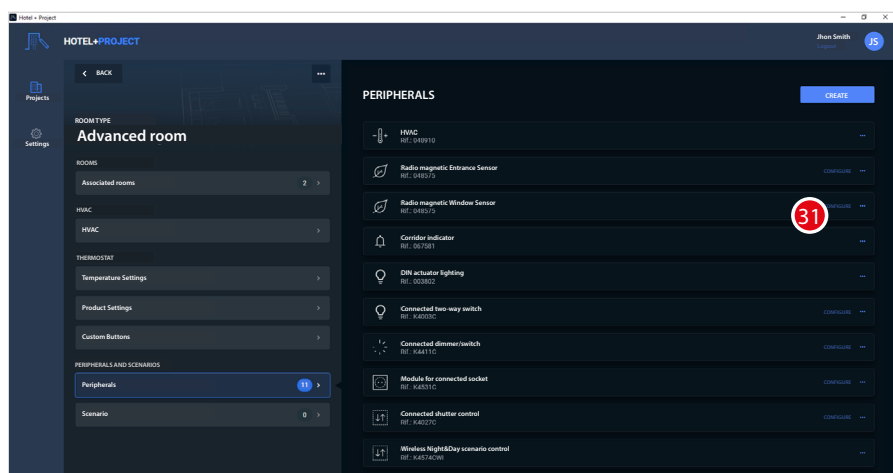 Hotel + Project
HOTEL+PROJECT
Jhon Smith
Logout
JS
Projects
Settings
BACK
ROOM TYPE
Advanced room
ROOMS
Associated rooms 2
HVAC
HVAC
THERMOSTAT
Temperature Settings
Product Settings
Custom Buttons
PERIPHERALS AND SCENARIOS
Peripherals 11
Scenario 0
PERIPHERALS
CREATE
HVAC
Rif.: 048910
Radio magnetic Entrance Sensor
Rif.: 048575
CONFIGURE
Radio magnetic Window Sensor
Rif.: 048575
CONFIGURE
31
Corridor indicator
Rif.: 067581
DIN actuator lighting
Rif.: 003802
Connected two-way switch
Rif.: K4003C
CONFIGURE
Connected dimmer/switch
Rif.: K4411C
CONFIGURE
Module for connected socket
Rif.: K4531C
CONFIGURE
Connected shutter control
Rif.: K4027C
CONFIGURE
Wireless Night&Day scenario control
Rif.: K4574CWI